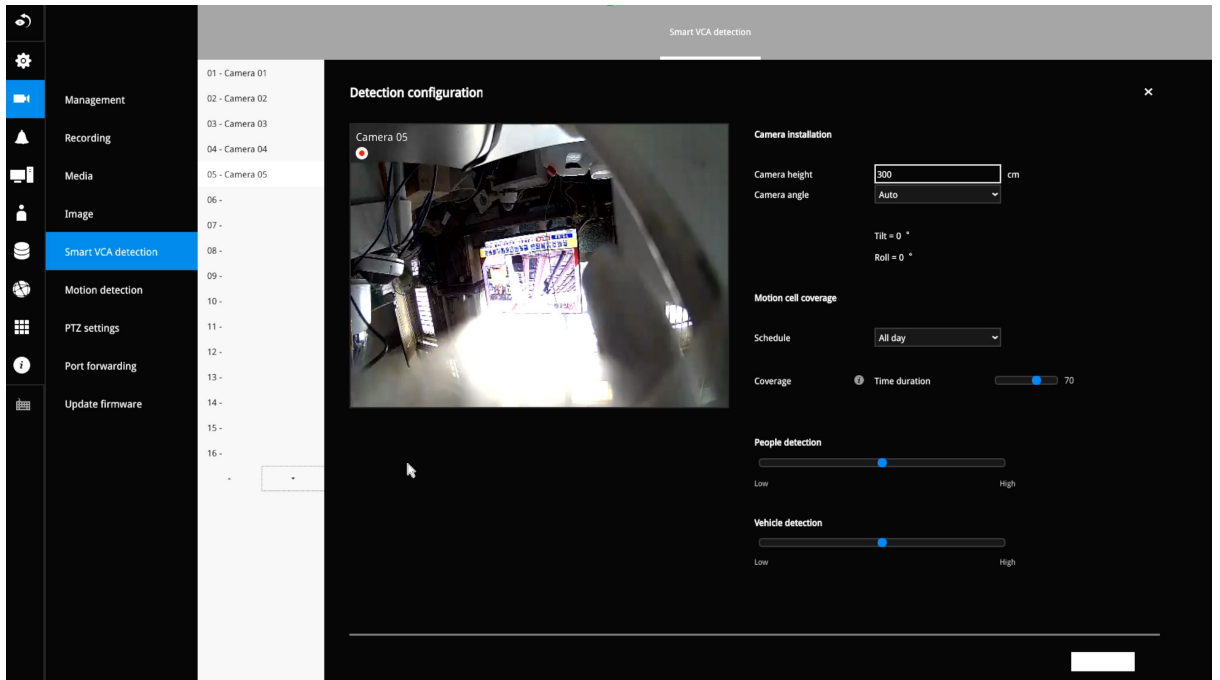 Smart VCA detection
Management
Recording
Media
Image
Smart VCA detection
Motion detection
PTZ settings
Port forwarding
Update firmware
01 - Camera 01
02 - Camera 02
03 - Camera 03
04 - Camera 04
05 - Camera 05
06 -
07 -
08 -
09 -
10 -
11 -
12 -
13 -
14 -
15 -
16 -
Detection configuration
Camera 05
Camera installation
Camera height 300 cm
Camera angle Auto
Tilt = 0 °
Roll = 0 °
Motion cell coverage
Schedule All day
Coverage Time duration 70
People detection
Low High
Vehicle detection
Low High